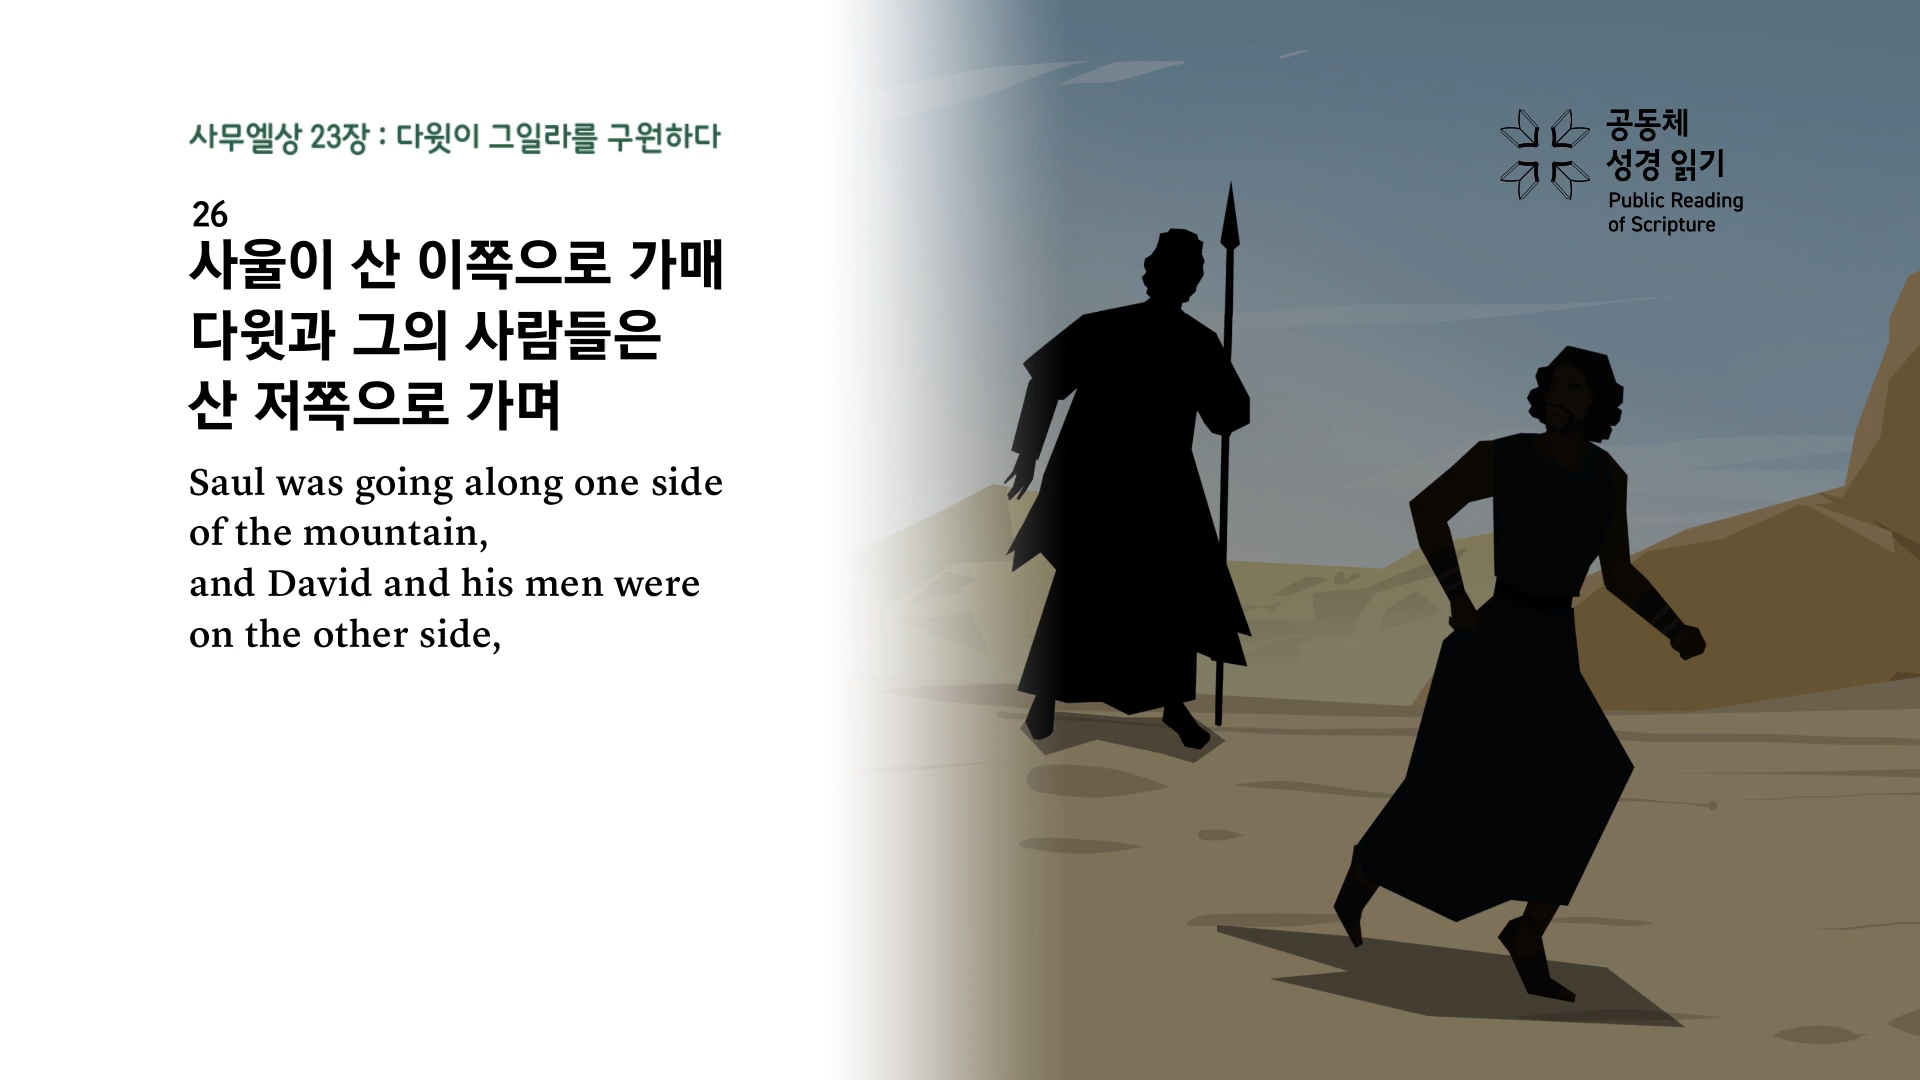 사무엘상 23장 : 다윗이 그일라를 구원하다
26
사울이 산 이쪽으로 가매
다윗과 그의 사람들은
산 저쪽으로 가며
Saul was going along one side
of the mountain,
and David and his men were
on the other side,
공동체
성경 읽기
Public Reading
of Scripture